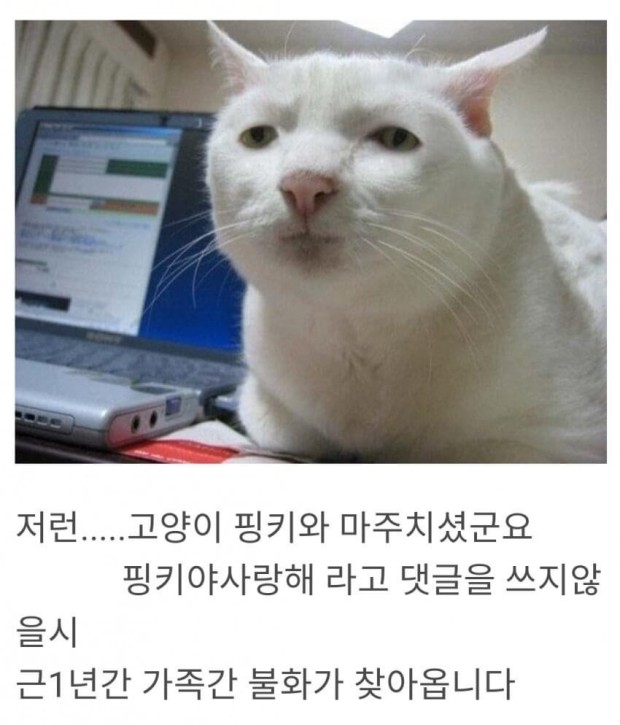 SONY
저런.....고양이 핑키와 마주치셨군요
핑키야사랑해 라고 댓글을 쓰지않
을시
근1년간 가족간 불화가 찾아옵니다